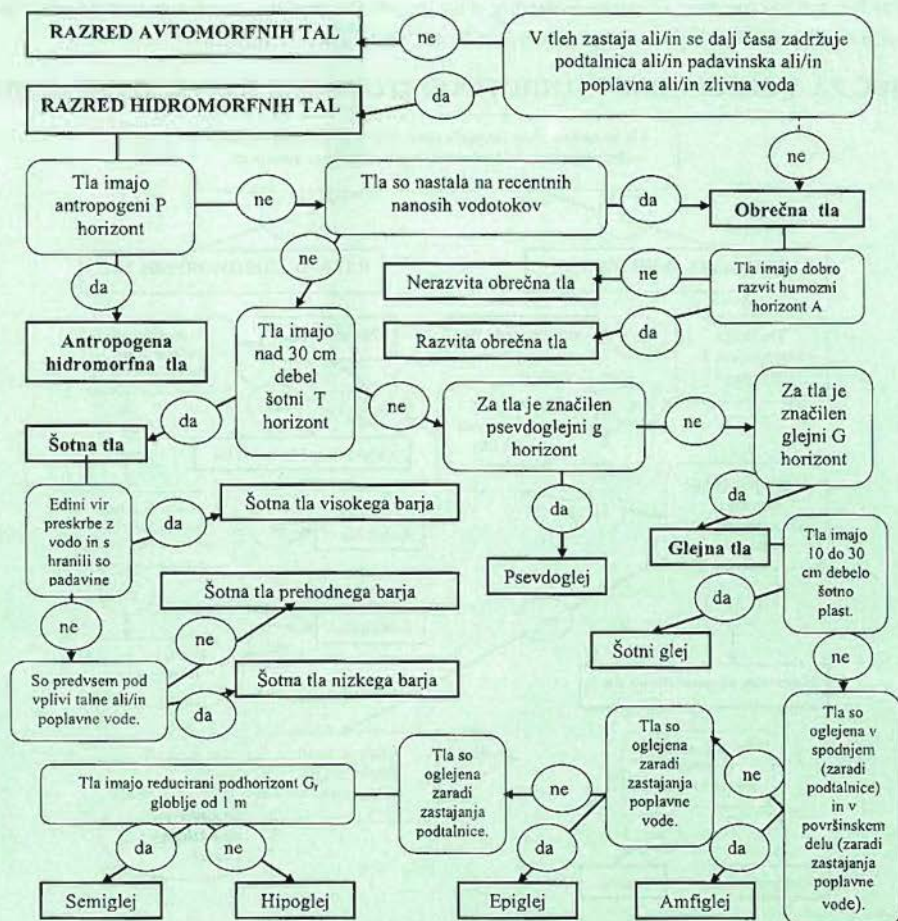 RAZRED AVTOMORFNIH TAL
ne
V tleh zastaja ali/in se dalj časa zadržuje
podtalnica ali/in padavinska ali/in
poplavna ali/in zlivna voda
RAZRED HIDROMORFNIH TAL
da
ne
Tla imajo
antropogeni P
horizont
ne
Tla so nastala na recentnih
nanosih vodotokov
da
Obrečna tla
da
ne
Nerazvita obrečna tla
ne
Tla imajo dobro
razvit humozni
horizont A.
Razvita obrečna tla
da
Antropogena
hidromorfna tla
Tla imajo
nad 30 cm
debel
šotni T
horizont
da
ne
Za tla je značilen
psevdoglejni g
horizont
ne
Za tla je
značilen
glejni G
horizont
Šotna tla
Edini vir
preskrbe z
vodo in s
hranili so
padavine
da
Šotna tla visokega barja
da
Psevdoglej
da
Glejna tla
Tla imajo
10 do 30
cm debelo
šotno
plast.
da
Šotni glej
ne
ne
Šotna tla prehodnega barja
ne
So predvsem pod
vplivi talne ali/in
poplavne vode.
da
Šotna tla nizkega barja
Tla imajo reducirani podhorizont Gr
globlje od 1 m
Tla so
oglejena
zaradi
zastajanja
podtalnice.
ne
Tla so
oglejena
zaradi
zastajanja
poplavne
vode.
ne
Tla so
oglejena v
spodnjem
(zaradi
podtalnice)
in v
površinskem
delu (zaradi
zastajanja
poplavne
vode).
da
ne
da
da
Semiglej
Hipoglej
Epiglej
Amfiglej